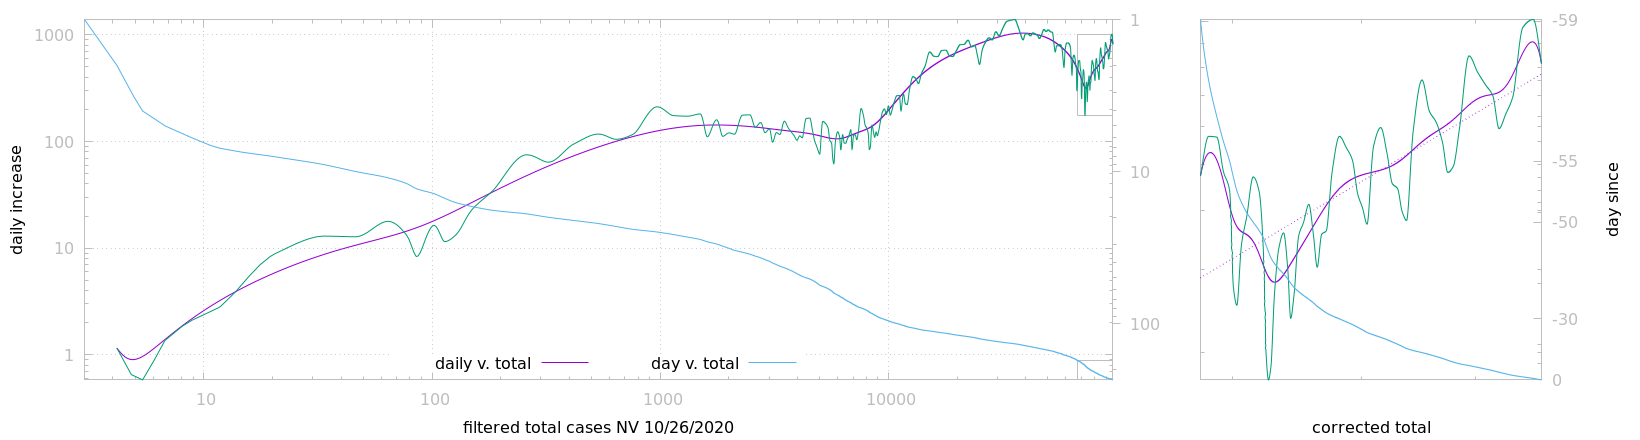 daily increase
1000
100
10
1
daily v. total
day v. total
10
100
1000
10000
filtered total cases NV 10/26/2020
1
10
100
corrected total
-59
-55
-50
-30
0
day since